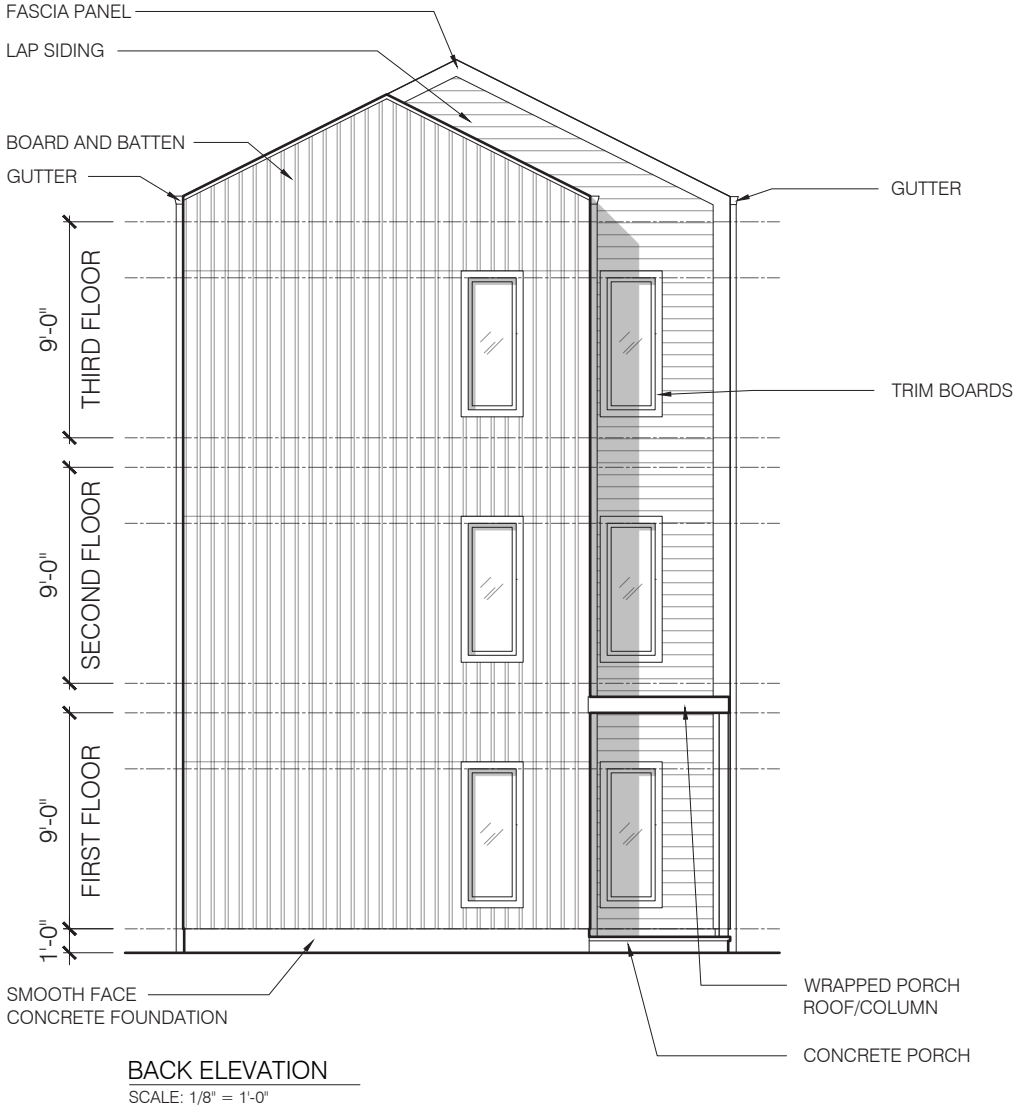 FASCIA PANEL
LAP SIDING
BOARD AND BATTEN
GUTTER
GUTTER
9'-0"
THIRD FLOOR
TRIM BOARDS
9'-0"
SECOND FLOOR
9'-0"
FIRST FLOOR
1'-0"
SMOOTH FACE
CONCRETE FOUNDATION
WRAPPED PORCH
ROOF/COLUMN
CONCRETE PORCH
BACK ELEVATION
SCALE: 1/8" = 1'-0"